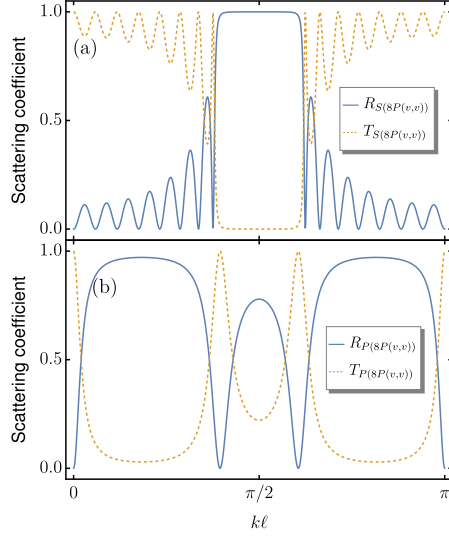 1.0
(a)
Scattering coefficient
0.5
R_{S(8P(v,v))}
T_{S(8P(v,v))}
0.0
1.0
(b)
Scattering coefficient
0.5
R_{P(8P(v,v))}
T_{P(8P(v,v))}
0.0
0
π/2
π
kℓ